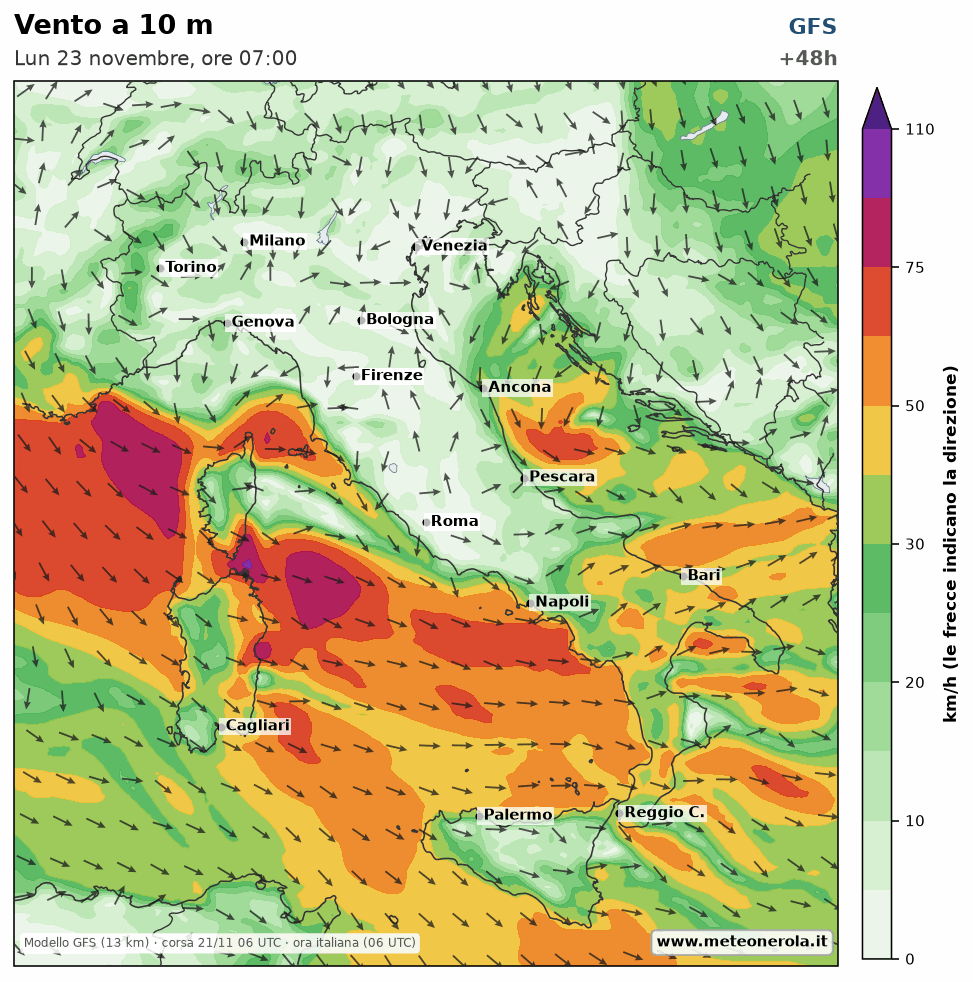 Vento a 10 m
GFS
Lun 23 novembre, ore 07:00
+48h
110
Milano
Venezia
Torino
75
Genova
Bologna
Firenze
Ancona
50
Pescara
Roma
30
Bari
Napoli
20
Cagliari
Palermo
Reggio C.
10
km/h (le frecce indicano la direzione)
Modello GFS (13 km) · corsa 21/11 06 UTC · ora italiana (06 UTC)
www.meteonerola.it
0